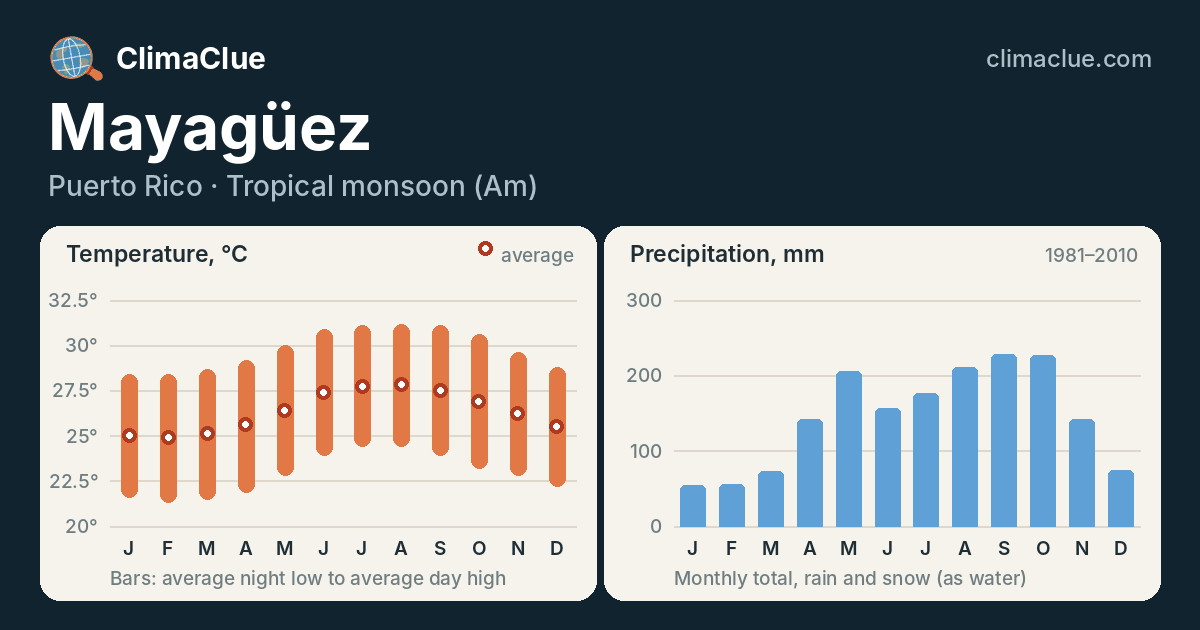 ClimaClue
climaclue.com
Mayagüez
Puerto Rico · Tropical monsoon (Am)
Temperature, °C
average
32.5°
30°
27.5°
25°
22.5°
20°
J F M A M J J A S O N D
Bars: average night low to average day high
Precipitation, mm
1981–2010
300
200
100
0
J F M A M J J A S O N D
Monthly total, rain and snow (as water)